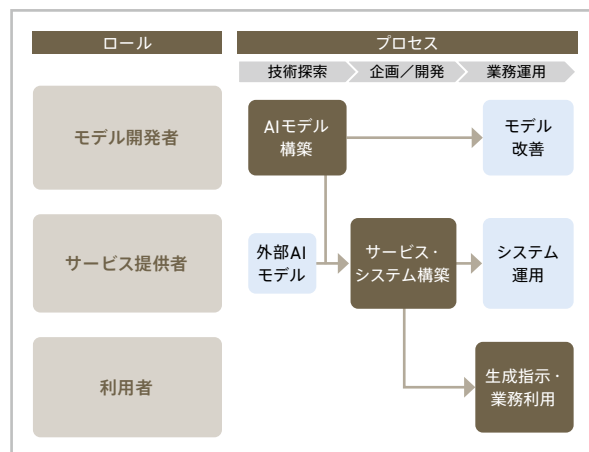 ロール
プロセス
技術探索
企画／開発
業務運用
モデル開発者
AIモデル
構築
モデル
改善
サービス提供者
外部AI
モデル
サービス・
システム構築
システム
運用
利用者
生成指示・
業務利用